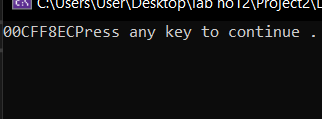 C:\Users\User\Desktop\lab no12\Project2\
00CFF8ECPress any key to continue .